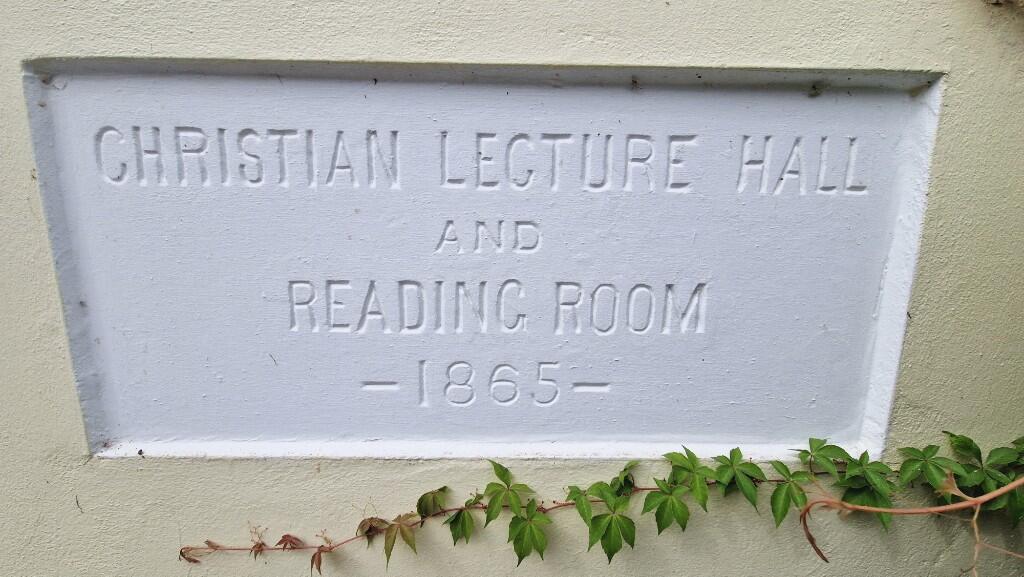 CHRISTIAN LECTURE HALL
AND
READING ROOM
-1865-